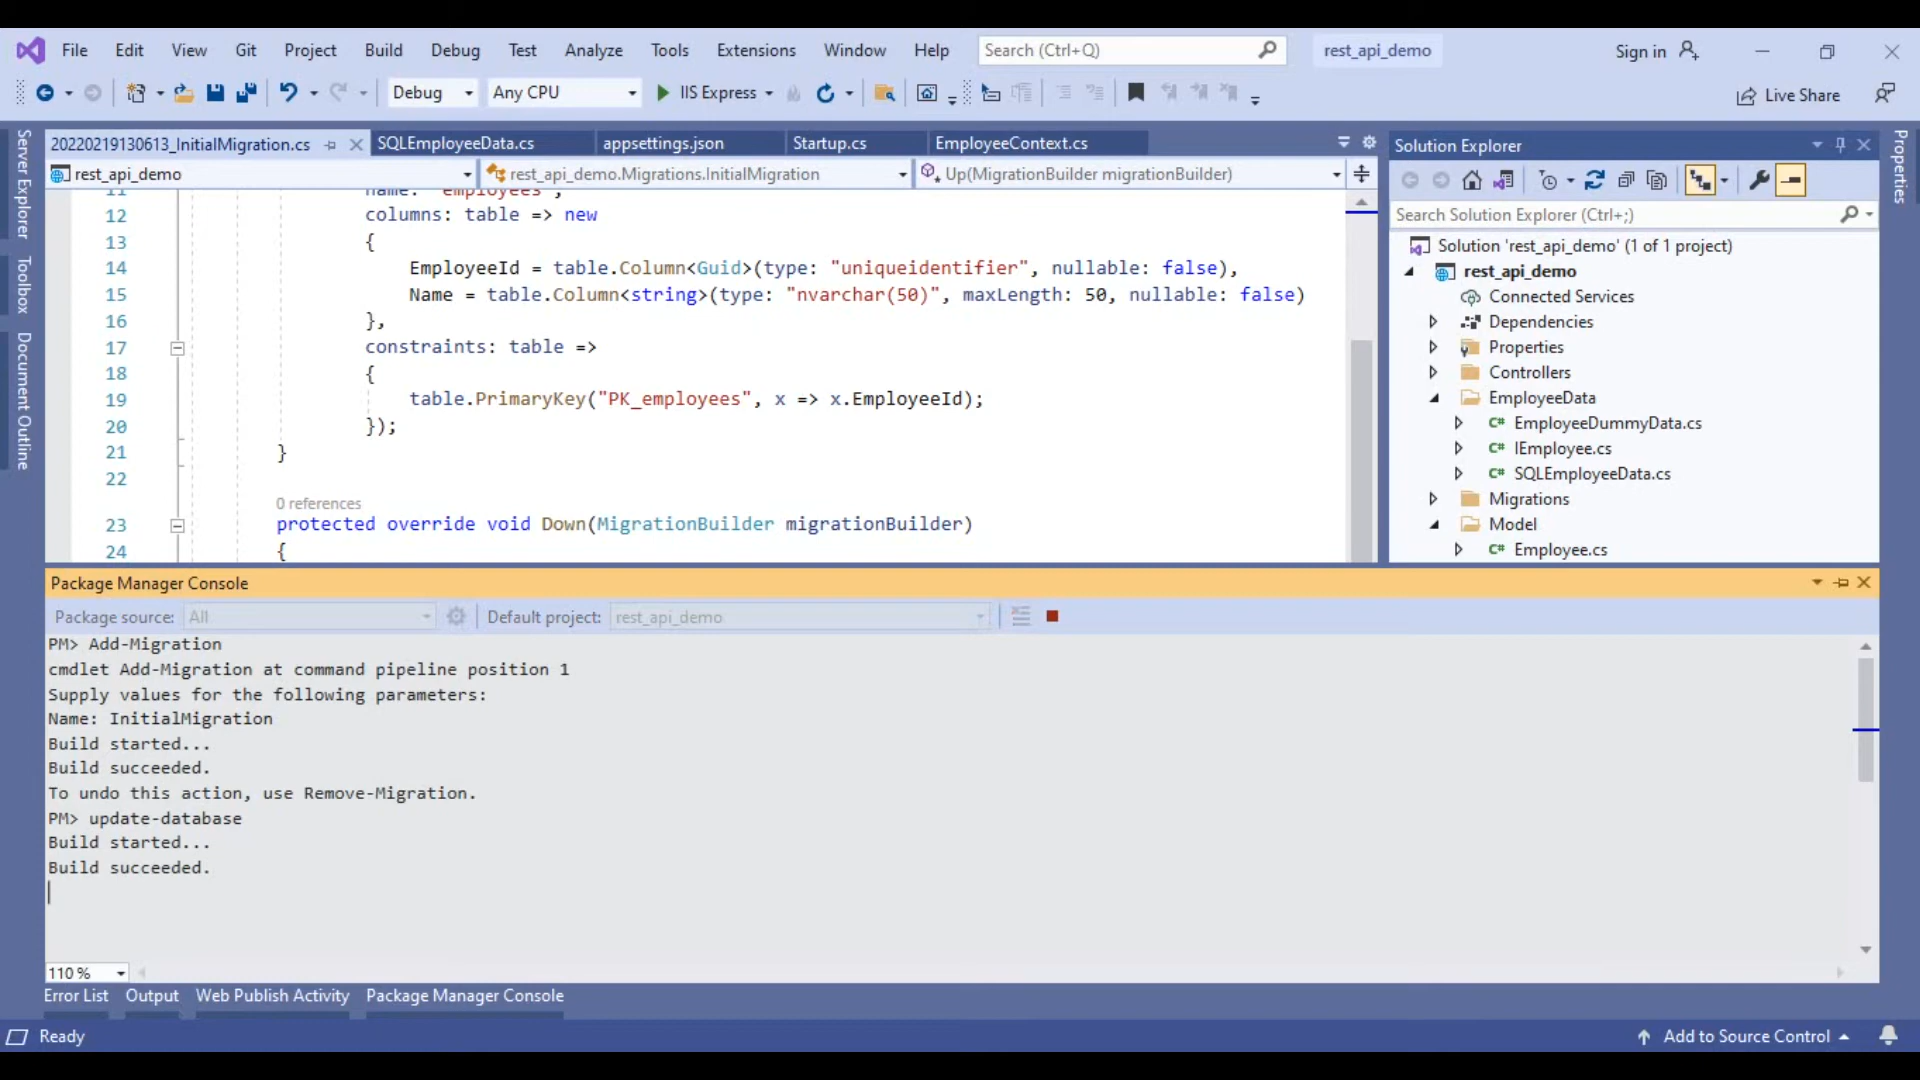 File Edit View Git Project Build Debug Test Analyze Tools Extensions Window Help Search (Ctrl+Q) rest_api_demo Sign in
Debug Any CPU IIS Express Live Share
Server Explorer
Toolbox
Document Outline
20220219130613_InitialMigration.cs SQLEmployeeData.cs appsettings.json Startup.cs EmployeeContext.cs
rest_api_demo rest_api_demo.Migrations.InitialMigration Up(MigrationBuilder migrationBuilder)
11 name: "employees",
12 columns: table => new
13 {
14 EmployeeId = table.Column<Guid>(type: "uniqueidentifier", nullable: false),
15 Name = table.Column<string>(type: "nvarchar(50)", maxLength: 50, nullable: false)
16 },
17 constraints: table =>
18 {
19 table.PrimaryKey("PK_employees", x => x.EmployeeId);
20 });
21 }
22
0 references
23 protected override void Down(MigrationBuilder migrationBuilder)
24 {
Solution Explorer
Search Solution Explorer (Ctrl+;)
Solution 'rest_api_demo' (1 of 1 project)
rest_api_demo
Connected Services
Dependencies
Properties
Controllers
EmployeeData
C# EmployeeDummyData.cs
C# IEmployee.cs
C# SQLEmployeeData.cs
Migrations
Model
C# Employee.cs
Properties
Package Manager Console
Package source: All Default project: rest_api_demo
PM> Add-Migration
cmdlet Add-Migration at command pipeline position 1
Supply values for the following parameters:
Name: InitialMigration
Build started...
Build succeeded.
To undo this action, use Remove-Migration.
PM> update-database
Build started...
Build succeeded.
110 %
Error List Output Web Publish Activity Package Manager Console
Ready Add to Source Control